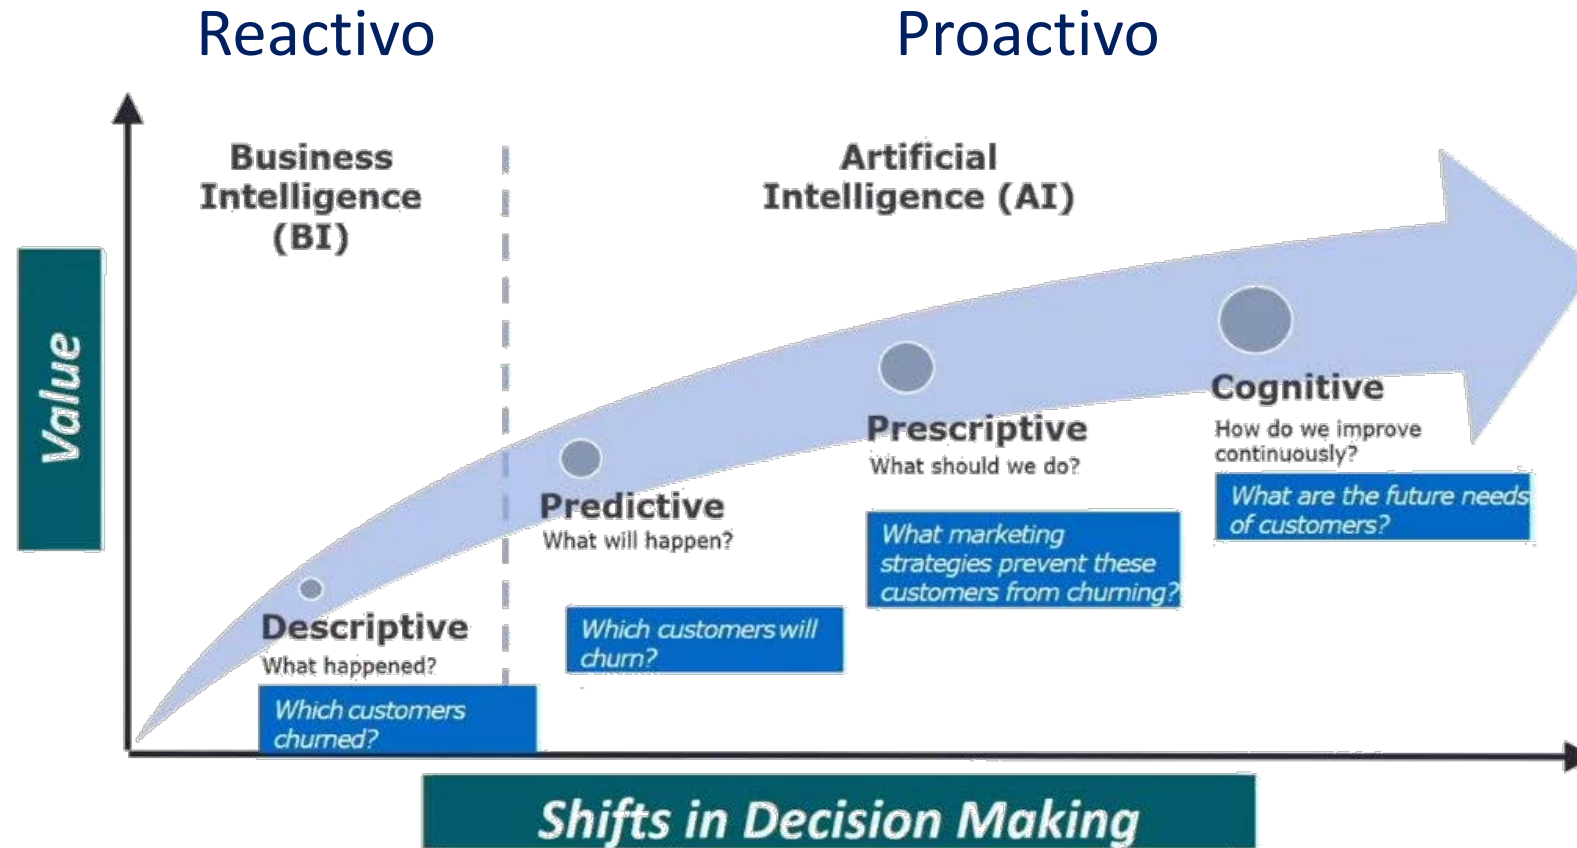 Reactivo
Proactivo
Business
Intelligence
(BI)
Artificial
Intelligence (AI)
Value
Descriptive
What happened?
Which customers
churned?
Predictive
What will happen?
Which customers will
churn?
Prescriptive
What should we do?
What marketing
strategies prevent these
customers from churning?
Cognitive
How do we improve
continuously?
What are the future needs
of customers?
Shifts in Decision Making